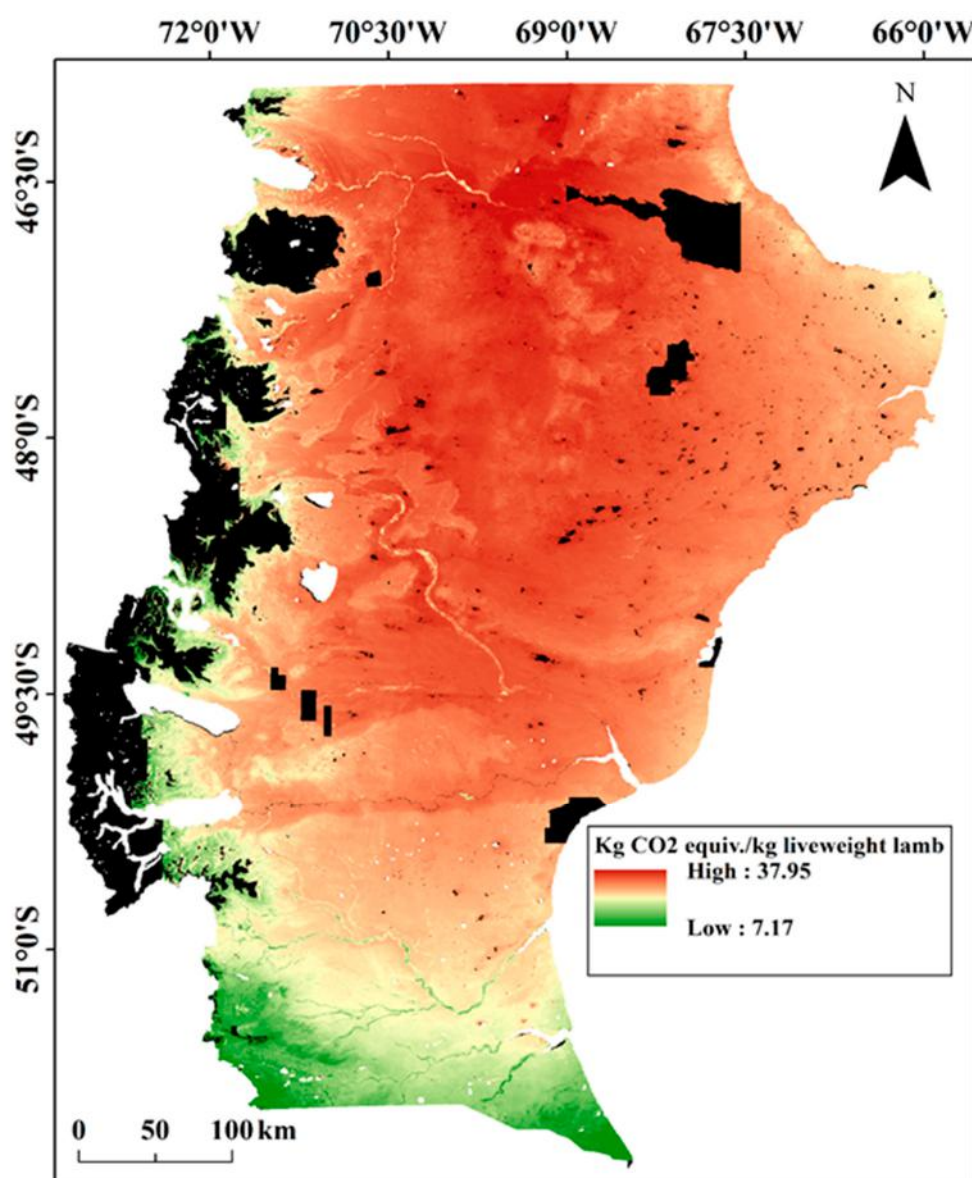 72°0'W 70°30'W 69°0'W 67°30'W 66°0'W
N
46°30'S
48°0'S
49°30'S
51°0'S
Kg CO2 equiv./kg liveweight lamb
High : 37.95
Low : 7.17
0 50 100 km